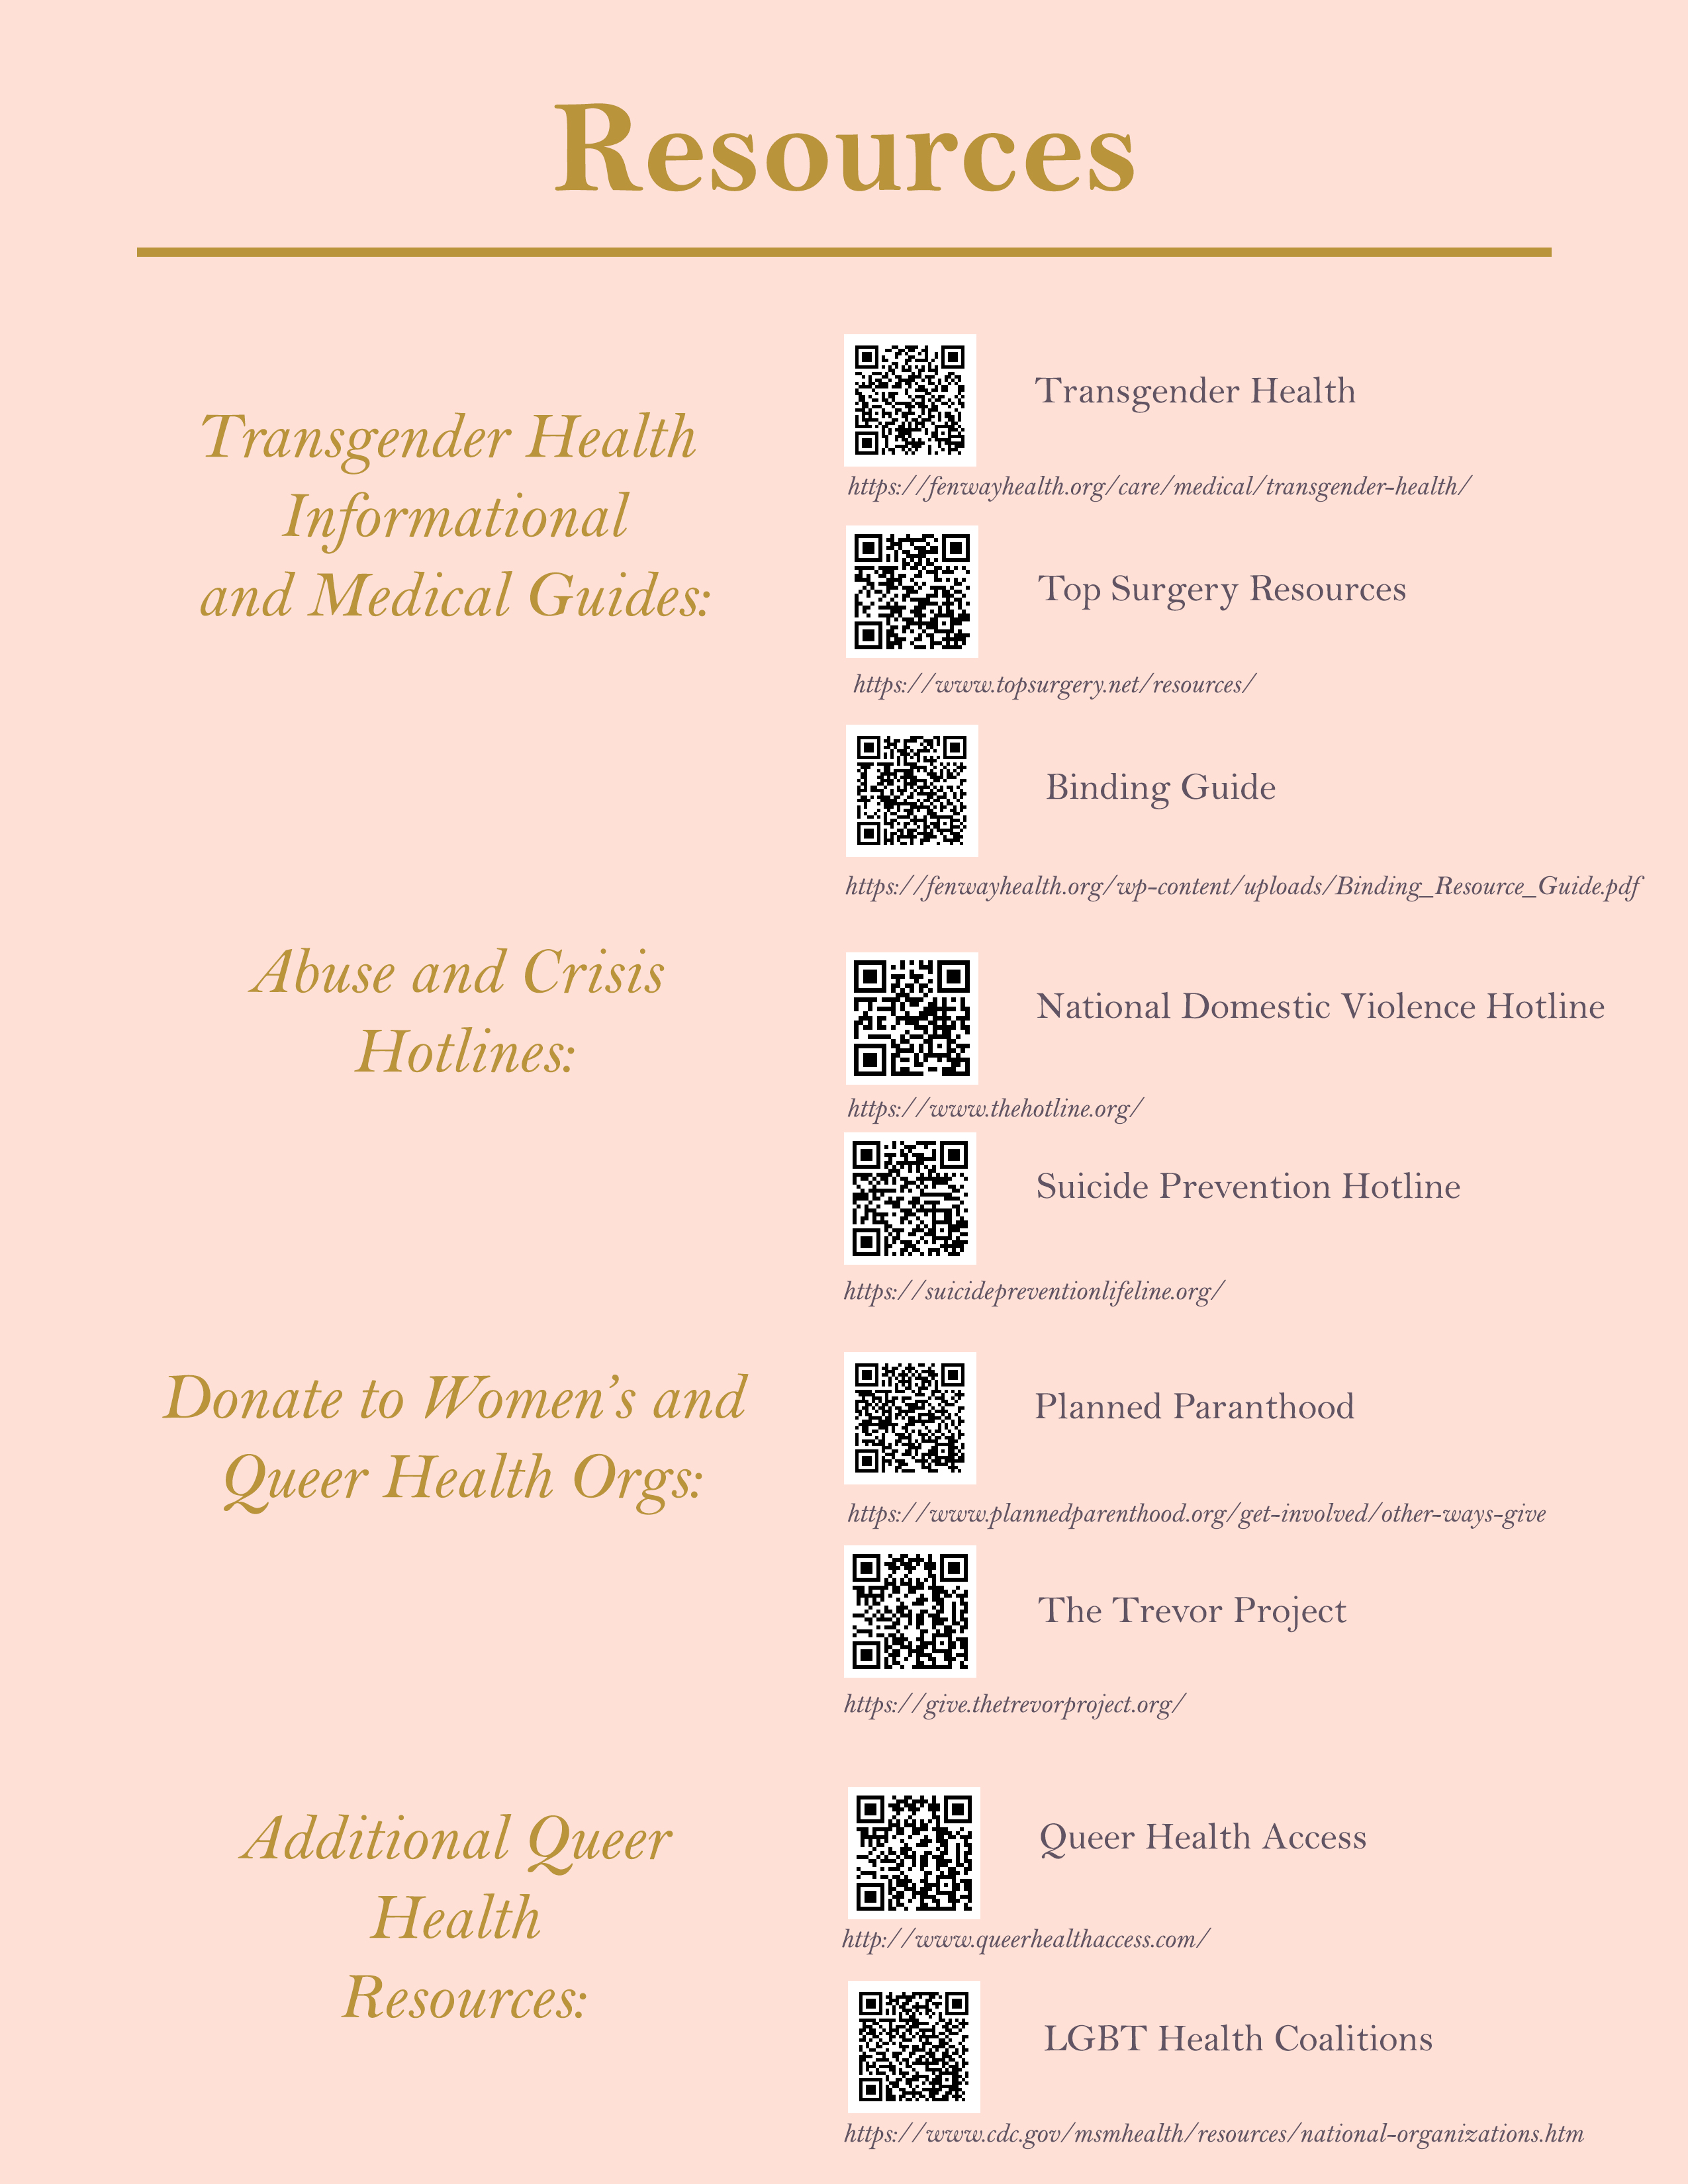 Resources
Transgender Health
Informational
and Medical Guides:
Transgender Health
https://fenwayhealth.org/care/medical/transgender-health/
Top Surgery Resources
https://www.topsurgery.net/resources/
Binding Guide
https://fenwayhealth.org/wp-content/uploads/Binding_Resource_Guide.pdf
Abuse and Crisis
Hotlines:
National Domestic Violence Hotline
https://www.thehotline.org/
Suicide Prevention Hotline
https://suicidepreventionlifeline.org/
Donate to Women's and
Queer Health Orgs:
Planned Paranthood
https://www.plannedparenthood.org/get-involved/other-ways-give
The Trevor Project
https://give.thetrevorproject.org/
Additional Queer
Health
Resources:
Queer Health Access
http://www.queerhealthaccess.com/
LGBT Health Coalitions
https://www.cdc.gov/msmhealth/resources/national-organizations.htm